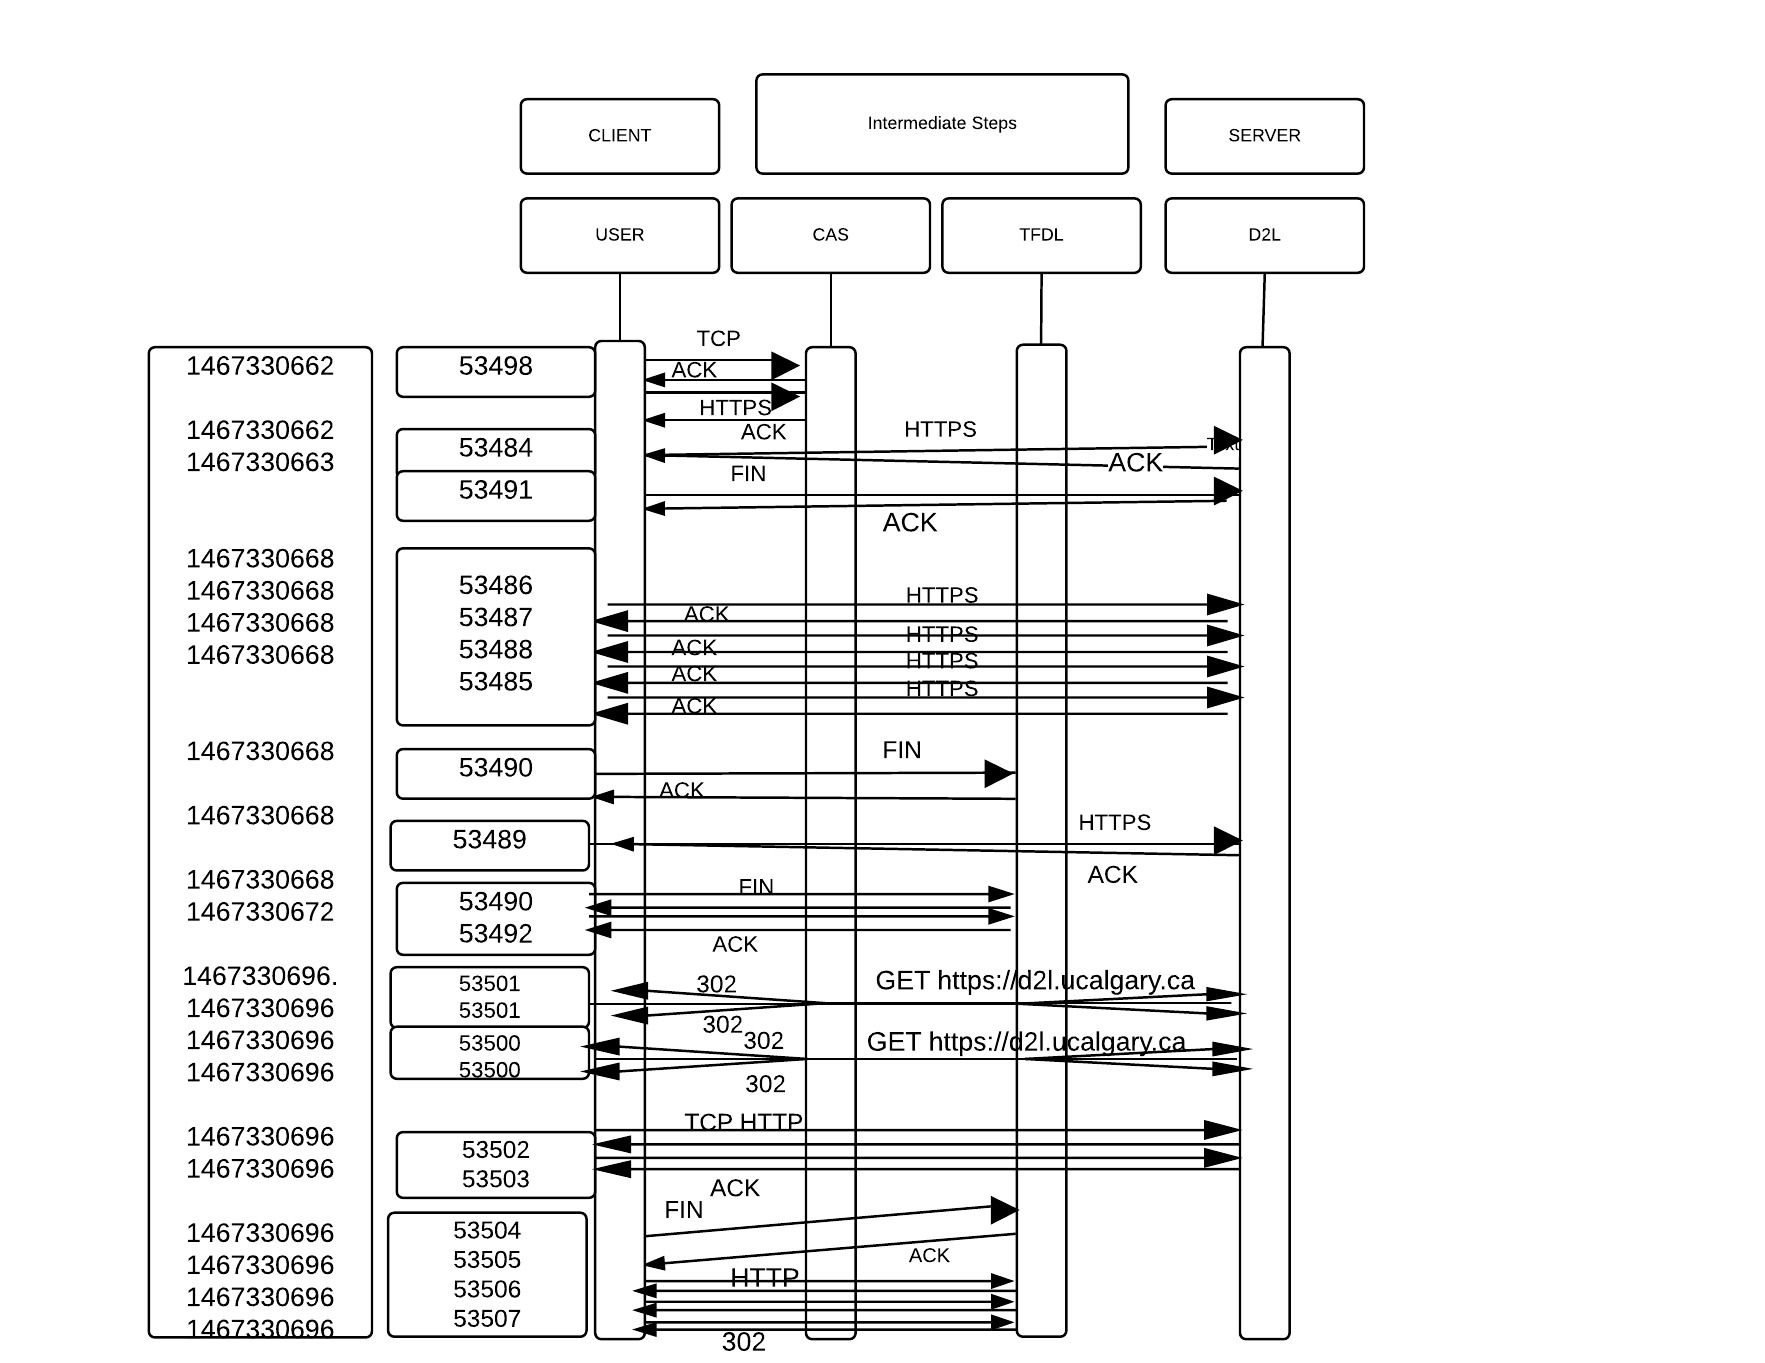 CLIENT
Intermediate Steps
SERVER
USER
CAS
TFDL
D2L
TCP
1467330662
53498
ACK
HTTPS
1467330662
ACK
HTTPS
53484
Text
1467330663
ACK
FIN
53491
ACK
1467330668
53486
1467330668
HTTPS
ACK
53487
1467330668
HTTPS
53488
ACK
1467330668
HTTPS
ACK
53485
HTTPS
ACK
1467330668
FIN
53490
ACK
1467330668
HTTPS
53489
ACK
1467330668
FIN
53490
1467330672
53492
ACK
1467330696.
GET https://d2l.ucalgary.ca
53501
302
1467330696
53501
302
1467330696
53500
302
GET https://d2l.ucalgary.ca
1467330696
53500
302
TCP HTTP
1467330696
53502
1467330696
53503
ACK
FIN
1467330696
53504
ACK
1467330696
53505
HTTP
1467330696
53506
1467330696
53507
302